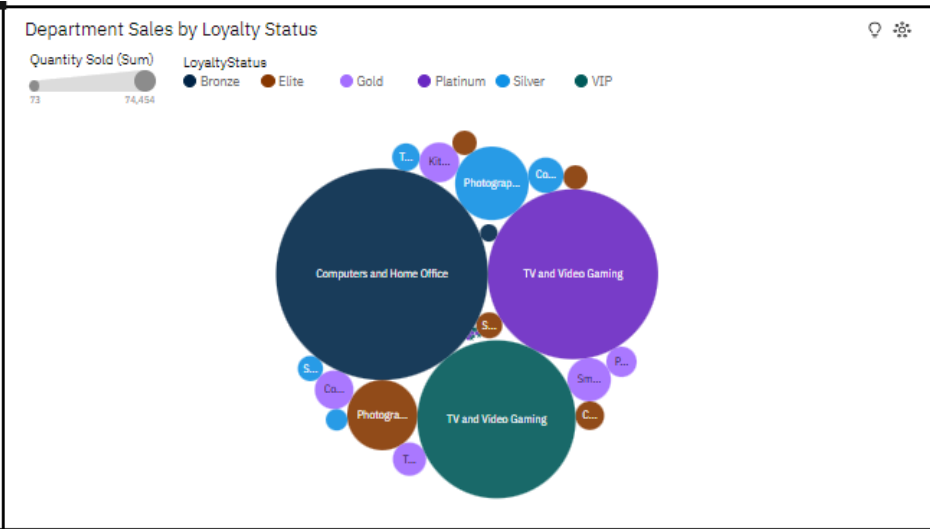 Department Sales by Loyalty Status
Quantity Sold (Sum)
73
74,454
LoyaltyStatus
Bronze Elite Gold Platinum Silver VIP
T...
Kit...
Photograp...
Co...
Computers and Home Office
TV and Video Gaming
S...
S...
Co...
P...
Sm...
Photogra...
TV and Video Gaming
C...
T...